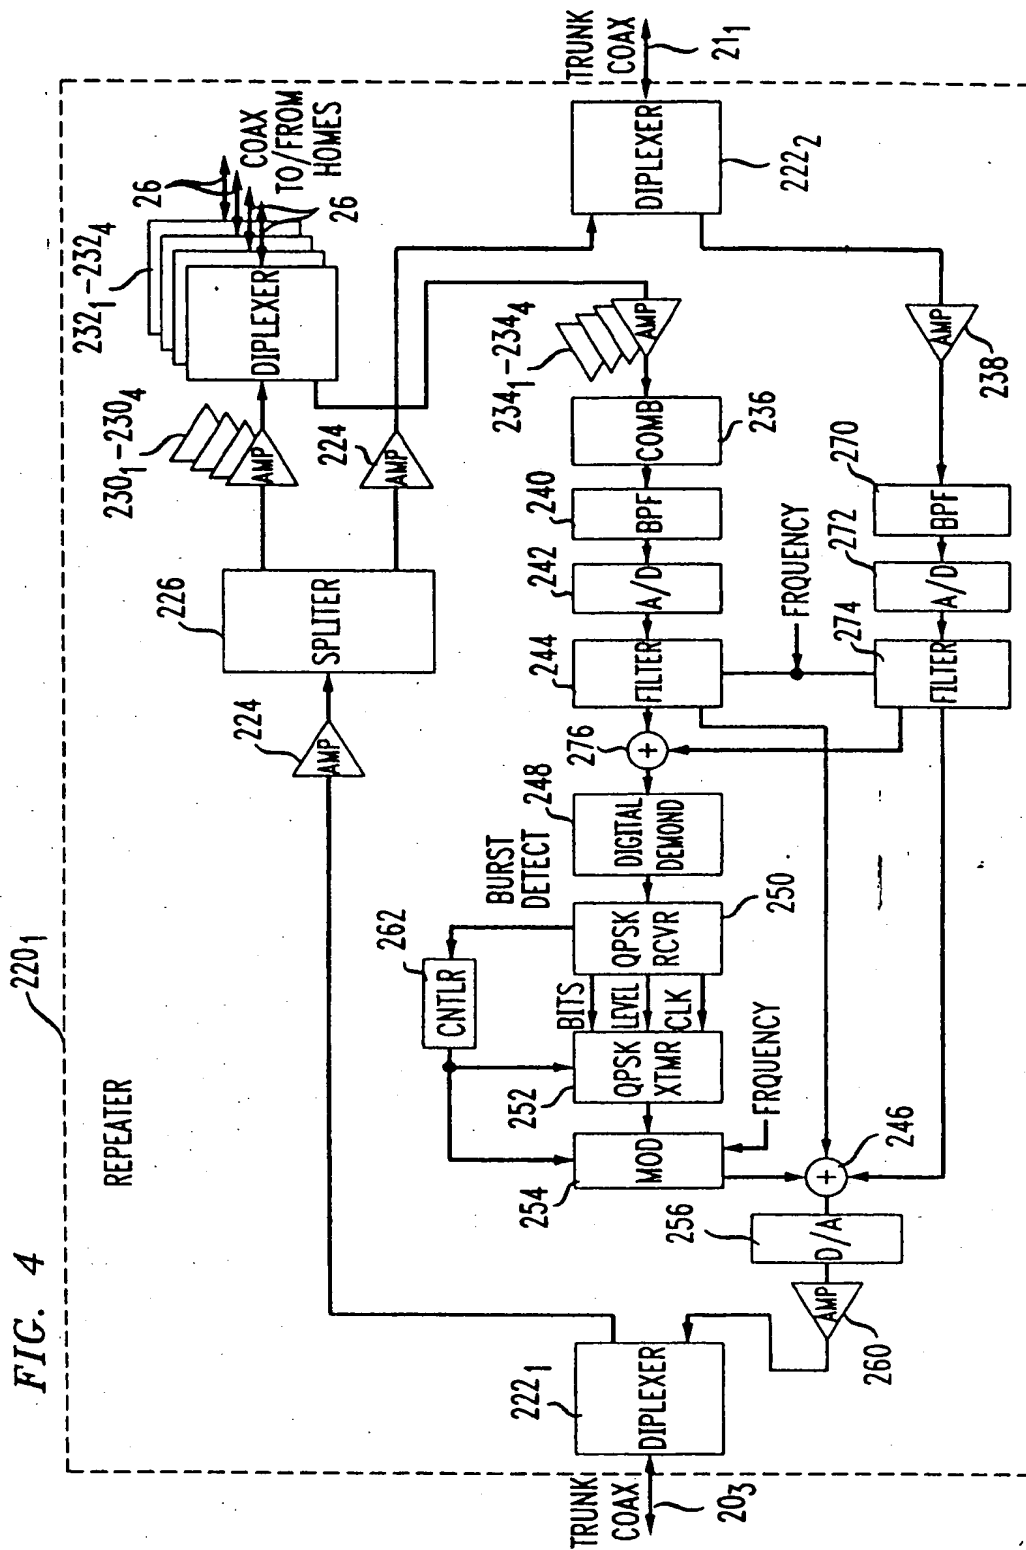 FIG. 4
220₁
REPEATER
TRUNK
COAX
20₃
DIPLEXER
222₁
AMP
224
SPLITER
226
AMP
230₁-230₄
DIPLEXER
232₁-232₄
26
26
COAX
TO/FROM
HOMES
AMP
224
DIPLEXER
222₂
TRUNK
COAX
21₁
AMP
234₁-234₄
COMB
236
BPF
240
A/D
242
FILTER
244
+
276
DIGITAL
DEMOND
248
BURST
DETECT
QPSK
RCVR
250
CNTLR
262
BITS
LEVEL
CLK
QPSK
XTMR
252
MOD
254
FRQUENCY
FRQUENCY
AMP
238
BPF
270
A/D
272
FILTER
274
+
246
D/A
256
AMP
260